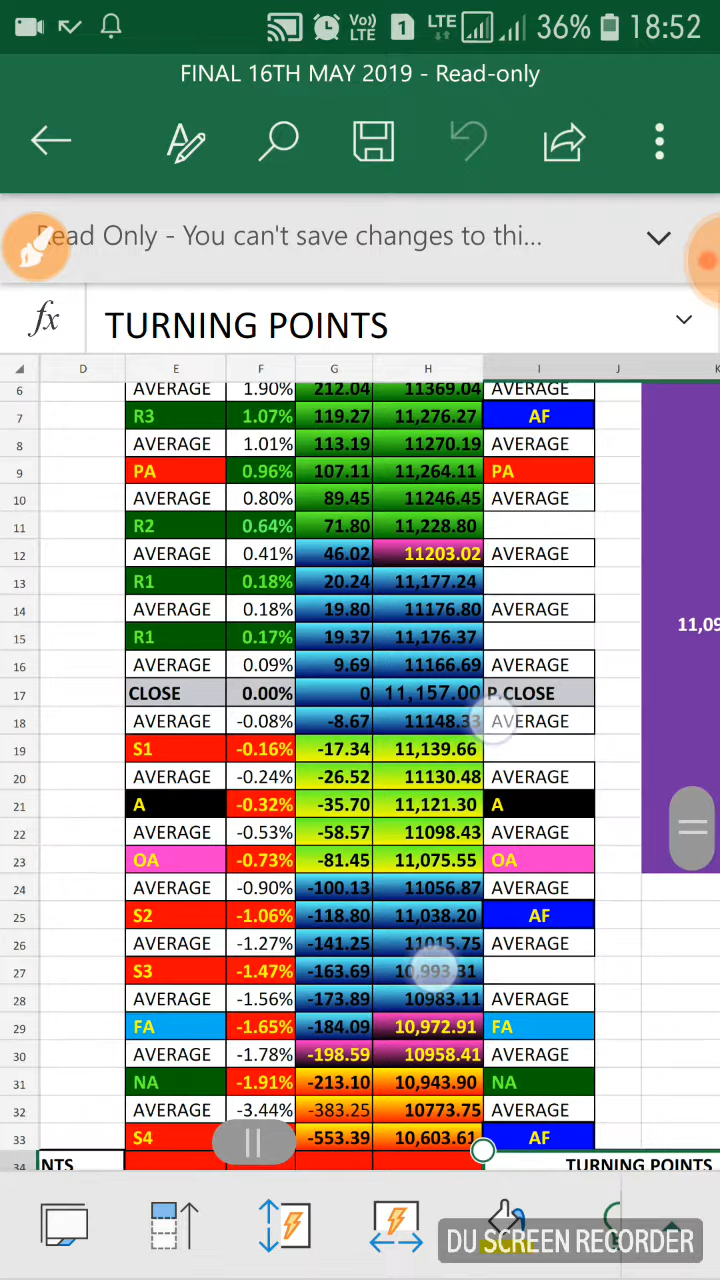 Vo)) LTE 1 LTE 36% 18:52
FINAL 16TH MAY 2019 - Read-only
Read Only - You can't save changes to thi...
fx TURNING POINTS
D E F G H I J K
6 AVERAGE 1.90% 212.04 11369.04 AVERAGE
7 R3 1.07% 119.27 11,276.27 AF
8 AVERAGE 1.01% 113.19 11270.19 AVERAGE
9 PA 0.96% 107.11 11,264.11 PA
10 AVERAGE 0.80% 89.45 11246.45 AVERAGE
11 R2 0.64% 71.80 11,228.80
12 AVERAGE 0.41% 46.02 11203.02 AVERAGE
13 R1 0.18% 20.24 11,177.24
14 AVERAGE 0.18% 19.80 11176.80 AVERAGE
11,09
15 R1 0.17% 19.37 11,176.37
16 AVERAGE 0.09% 9.69 11166.69 AVERAGE
17 CLOSE 0.00% 0 11,157.00 P.CLOSE
18 AVERAGE -0.08% -8.67 11148.33 AVERAGE
19 S1 -0.16% -17.34 11,139.66
20 AVERAGE -0.24% -26.52 11130.48 AVERAGE
21 A -0.32% -35.70 11,121.30 A
22 AVERAGE -0.53% -58.57 11098.43 AVERAGE
23 OA -0.73% -81.45 11,075.55 OA
24 AVERAGE -0.90% -100.13 11056.87 AVERAGE
25 S2 -1.06% -118.80 11,038.20 AF
26 AVERAGE -1.27% -141.25 11015.75 AVERAGE
27 S3 -1.47% -163.69 10,993.31
28 AVERAGE -1.56% -173.89 10983.11 AVERAGE
29 FA -1.65% -184.09 10,972.91 FA
30 AVERAGE -1.78% -198.59 10958.41 AVERAGE
31 NA -1.91% -213.10 10,943.90 NA
32 AVERAGE -3.44% -383.25 10773.75 AVERAGE
33 S4 -553.39 10,603.61 AF
34 NTS TURNING POINTS
DU SCREEN RECORDER